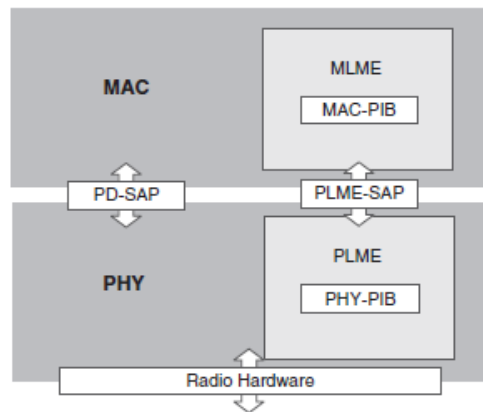 MLME
MAC
MAC-PIB
PD-SAP
PLME-SAP
PLME
PHY
PHY-PIB
Radio Hardware